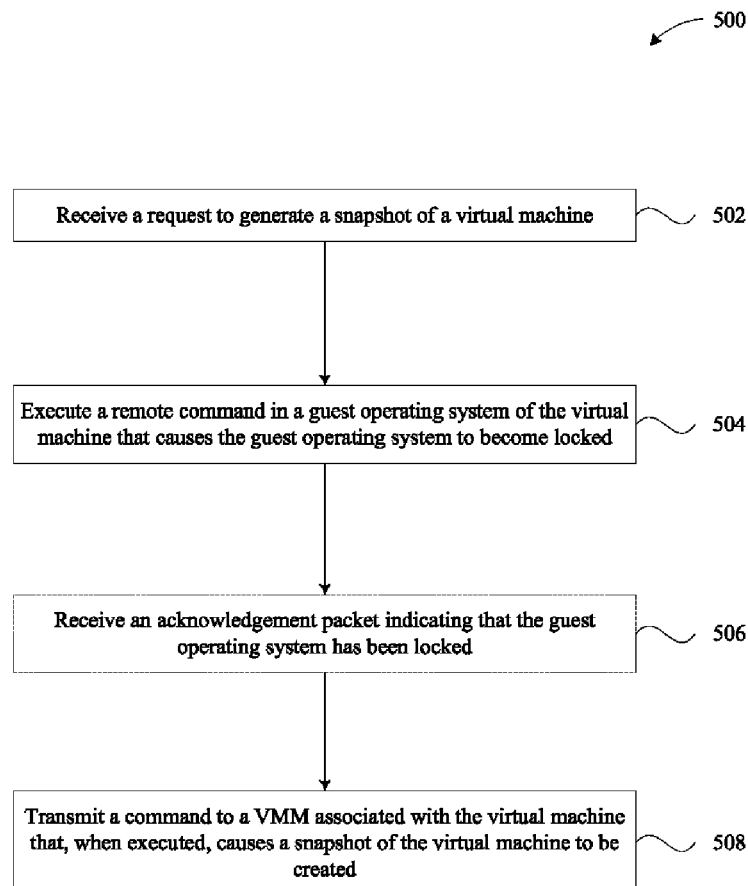 500
Receive a request to generate a snapshot of a virtual machine
502
Execute a remote command in a guest operating system of the virtual
machine that causes the guest operating system to become locked
504
Receive an acknowledgement packet indicating that the guest
operating system has been locked
506
Transmit a command to a VMM associated with the virtual machine
that, when executed, causes a snapshot of the virtual machine to be
created
508